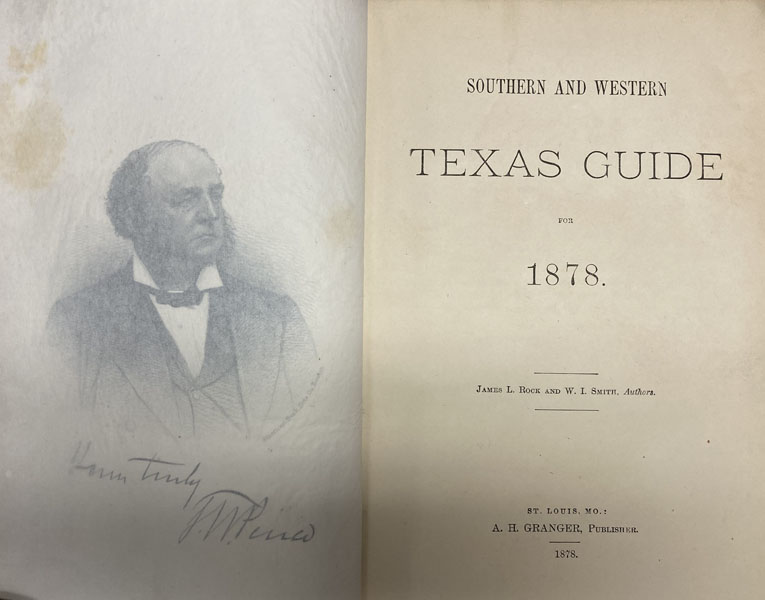 Yours truly
T. W. Peirce
SOUTHERN AND WESTERN
TEXAS GUIDE
FOR
1878.
JAMES L. ROCK AND W. I. SMITH, Authors.
ST. LOUIS, MO.:
A. H. GRANGER, PUBLISHER.
1878.